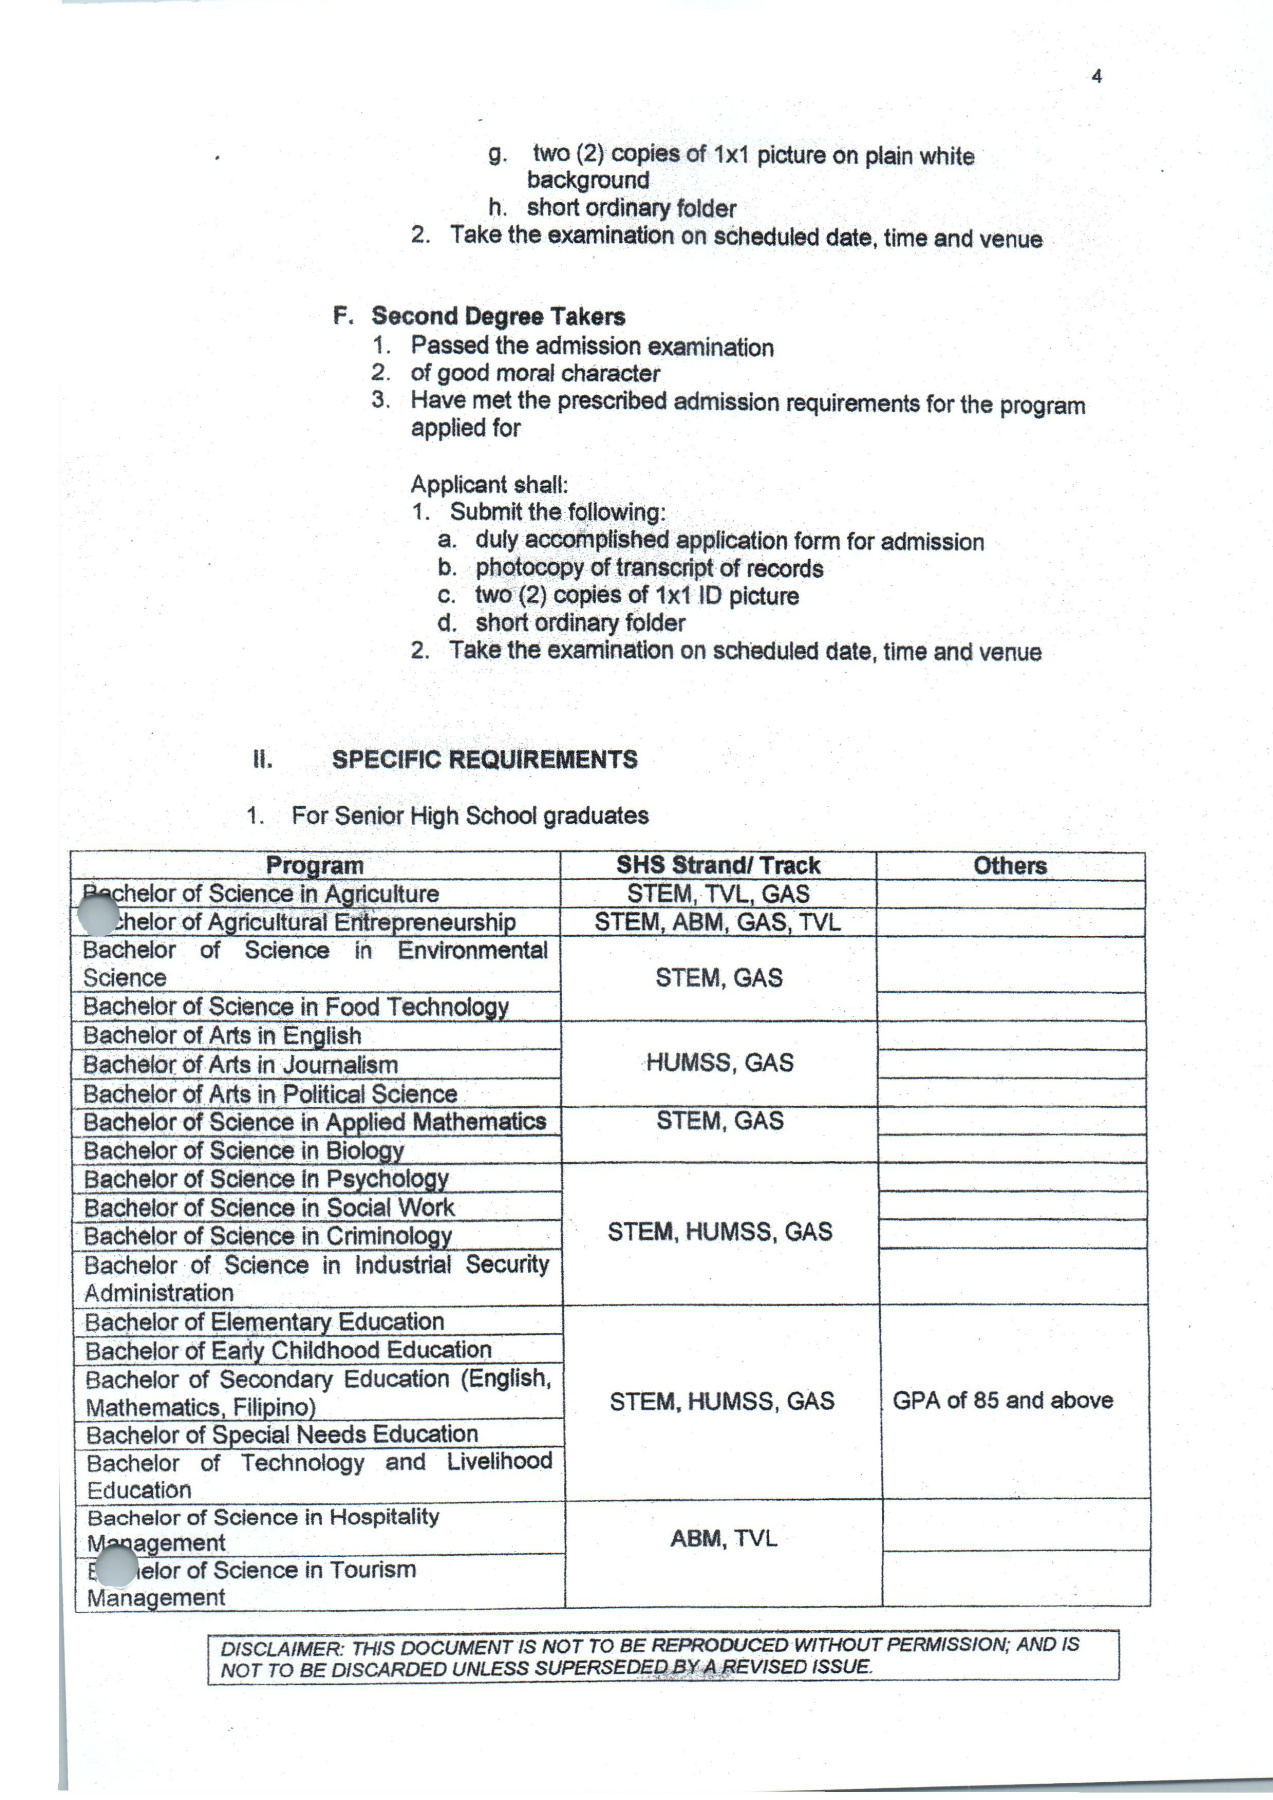 4
g. two (2) copies of 1x1 picture on plain white
background
h. short ordinary folder
2. Take the examination on scheduled date, time and venue
F. Second Degree Takers
1. Passed the admission examination
2. of good moral character
3. Have met the prescribed admission requirements for the program
applied for
Applicant shall:
1. Submit the following:
a. duly accomplished application form for admission
b. photocopy of transcript of records
c. two (2) copies of 1x1 ID picture
d. short ordinary folder
2. Take the examination on scheduled date, time and venue
II. SPECIFIC REQUIREMENTS
1. For Senior High School graduates
Program SHS Strand/ Track Others
Bachelor of Science in Agriculture STEM, TVL, GAS
chelor of Agricultural Entrepreneurship STEM, ABM, GAS, TVL
Bachelor of Science in Environmental
Science
STEM, GAS
Bachelor of Science in Food Technology
Bachelor of Arts in English
Bachelor of Arts in Journalism HUMSS, GAS
Bachelor of Arts in Political Science
Bachelor of Science in Applied Mathematics STEM, GAS
Bachelor of Science in Biology
Bachelor of Science in Psychology
Bachelor of Science in Social Work
Bachelor of Science in Criminology STEM, HUMSS, GAS
Bachelor of Science in Industrial Security
Administration
Bachelor of Elementary Education
Bachelor of Early Childhood Education
Bachelor of Secondary Education (English,
Mathematics, Filipino) STEM, HUMSS, GAS GPA of 85 and above
Bachelor of Special Needs Education
Bachelor of Technology and Livelihood
Education
Bachelor of Science in Hospitality
Management ABM, TVL
elor of Science in Tourism
Management
DISCLAIMER: THIS DOCUMENT IS NOT TO BE REPRODUCED WITHOUT PERMISSION; AND IS
NOT TO BE DISCARDED UNLESS SUPERSEDED BY A REVISED ISSUE.